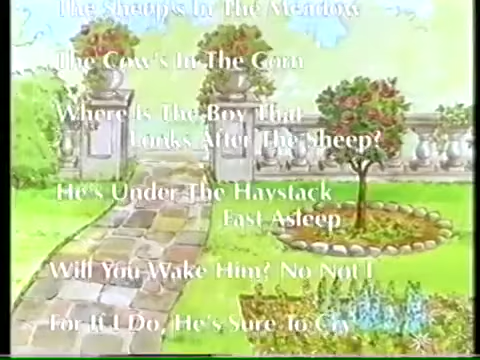 The Sheep's In The Meadow
The Cow's In The Corn
Where Is The Boy That
Looks After The Sheep?
He's Under The Haystack
Fast Asleep
Will You Wake Him? No Not I
For If I Do, He's Sure To Cry